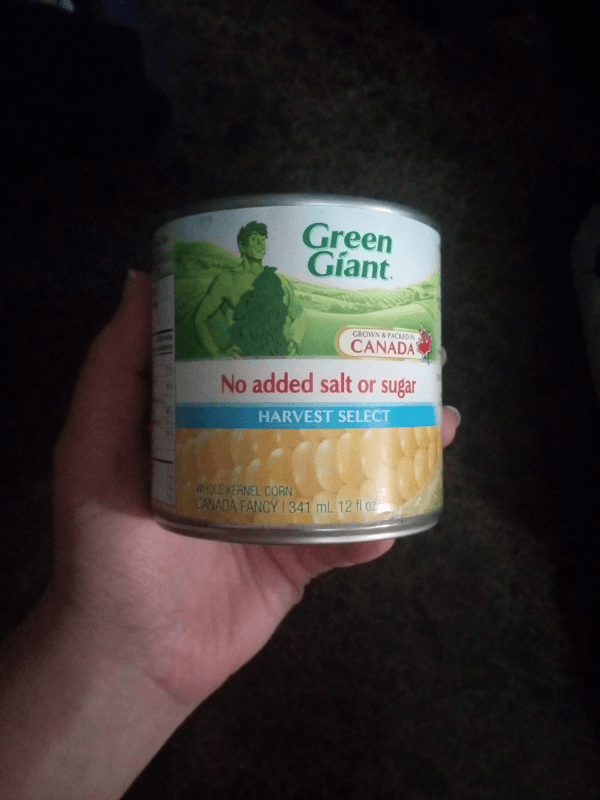 Green
Giant.
GROWN & PACKED IN
CANADA
No added salt or sugar
HARVEST SELECT
WHOLE KERNEL CORN
CANADA FANCY | 341 mL 12 fl oz